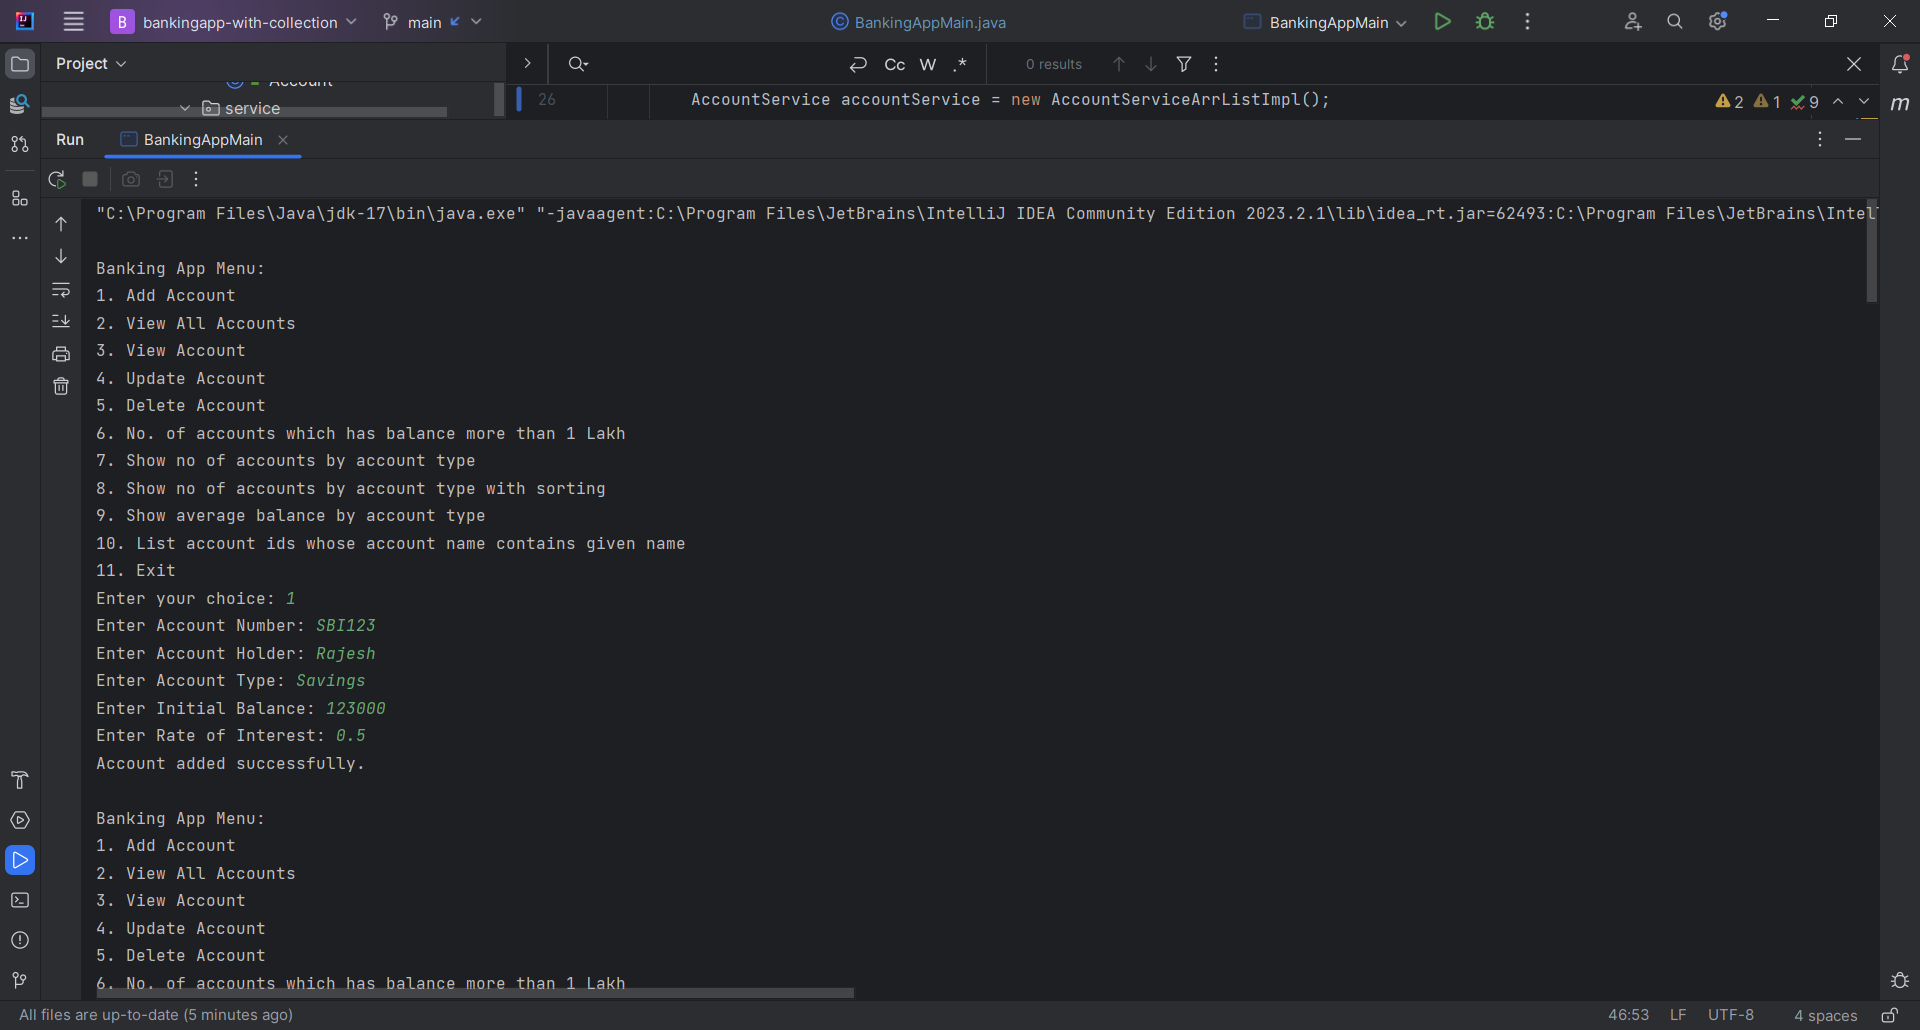 B bankingapp-with-collection main BankingAppMain.java BankingAppMain
Project Cc W .* 0 results
Account
service
26 AccountService accountService = new AccountServiceArrListImpl(); 2 1 9
m
Run BankingAppMain
"C:\Program Files\Java\jdk-17\bin\java.exe" "-javaagent:C:\Program Files\JetBrains\IntelliJ IDEA Community Edition 2023.2.1\lib\idea_rt.jar=62493:C:\Program Files\JetBrains\Intel
Banking App Menu:
1. Add Account
2. View All Accounts
3. View Account
4. Update Account
5. Delete Account
6. No. of accounts which has balance more than 1 Lakh
7. Show no of accounts by account type
8. Show no of accounts by account type with sorting
9. Show average balance by account type
10. List account ids whose account name contains given name
11. Exit
Enter your choice: 1
Enter Account Number: SBI123
Enter Account Holder: Rajesh
Enter Account Type: Savings
Enter Initial Balance: 123000
Enter Rate of Interest: 0.5
Account added successfully.
Banking App Menu:
1. Add Account
2. View All Accounts
3. View Account
4. Update Account
5. Delete Account
6. No. of accounts which has balance more than 1 Lakh
All files are up-to-date (5 minutes ago) 46:53 LF UTF-8 4 spaces